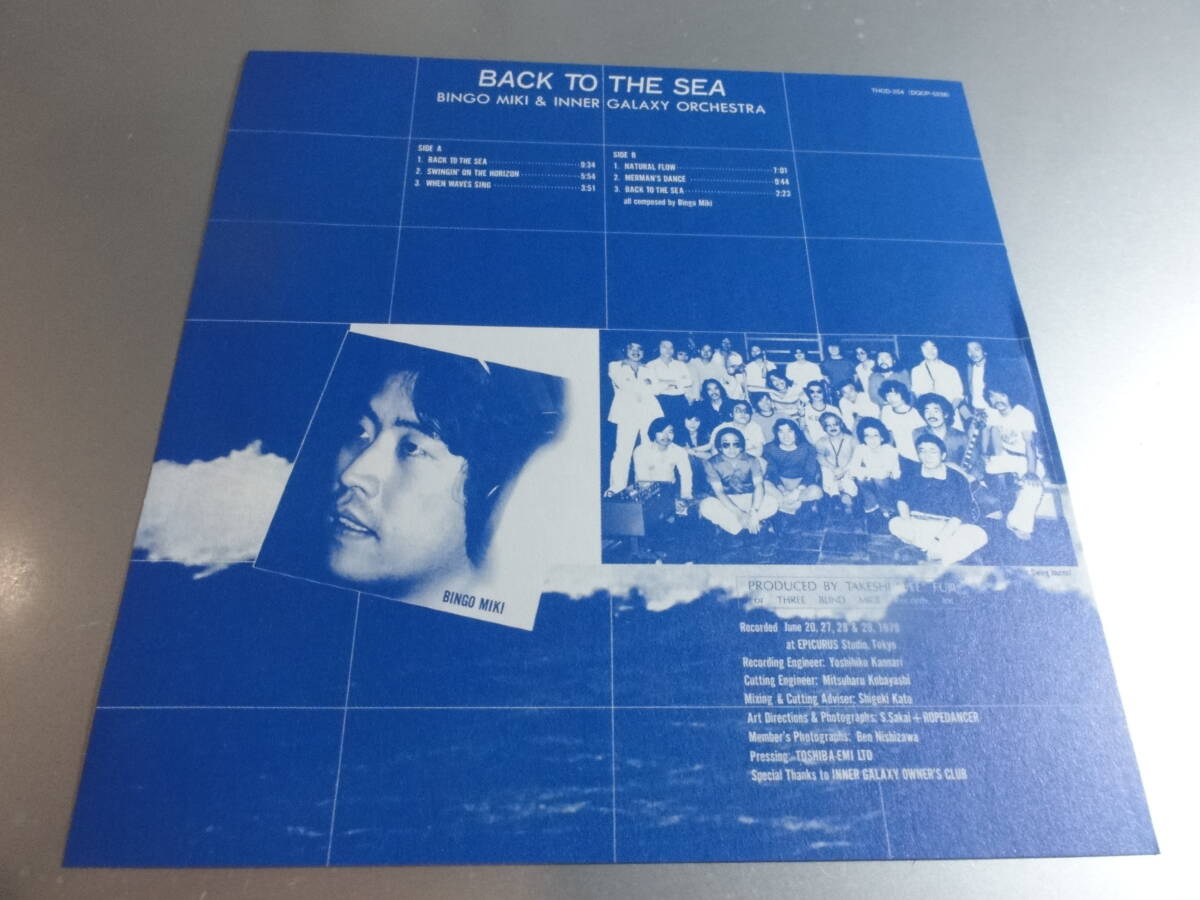 BACK TO THE SEA
BINGO MIKI & INNER GALAXY ORCHESTRA
SIDE A
1. BACK TO THE SEA 9:34
2. SWINGIN' ON THE HORIZON 5:54
3. WHEN WAVES SING 3:51
SIDE B
1. NATURAL FLOW 7:01
2. MERMAN'S DANCE 9:44
3. BACK TO THE SEA 2:23
all composed by Bingo Miki
BINGO MIKI
PRODUCED BY TAKESHI
OF THREE BLIND MICE
Recorded June 20, 27, 28 & 29, 1978
at EPICURUS Studio, Tokyo
Recording Engineer: Yoshihiko Kannari
Cutting Engineer: Mitsuharu Kobayashi
Mixing & Cutting Adviser: Shigeki Kato
Art Directions & Photographs: S.Sakai + ROPEDANCER
Member's Photographs: Ben Nishizawa
Pressing: TOSHIBA-EMI LTD
Special Thanks to INNER GALAXY OWNER'S CLUB